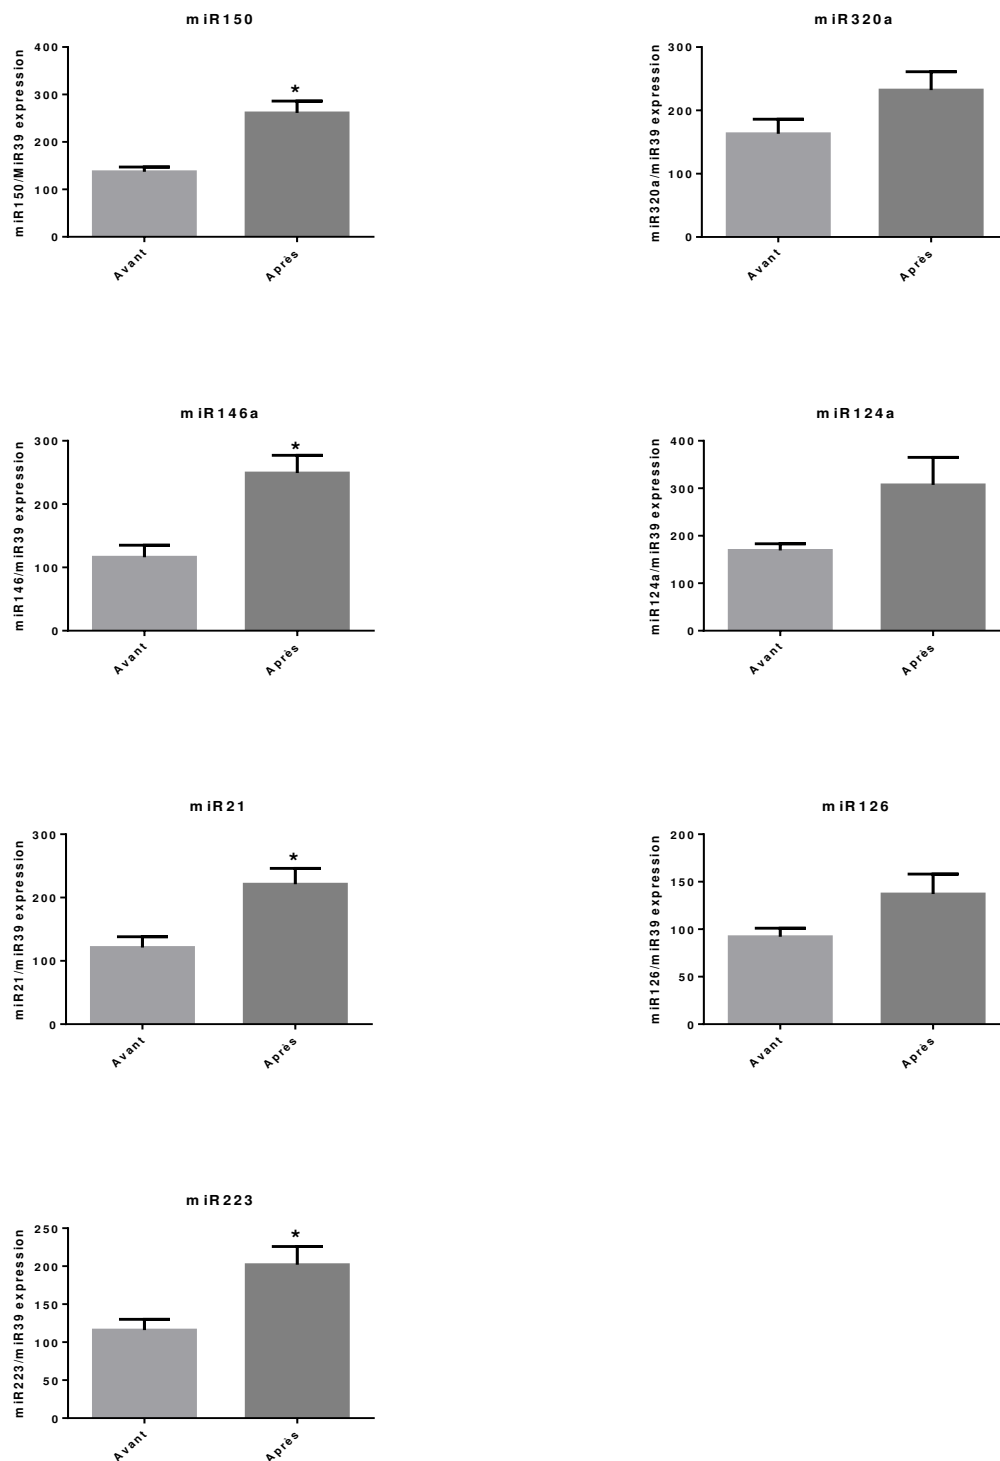 miR150
miR150/MiR39 expression
400
300
200
100
0
*
Avant
Après
miR320a
miR320a/miR39 expression
300
200
100
0
Avant
Après
miR146a
miR146/miR39 expression
300
200
100
0
*
Avant
Après
miR124a
miR124a/miR39 expression
400
300
200
100
0
Avant
Après
miR21
miR21/miR39 expression
300
200
100
0
*
Avant
Après
miR126
miR126/miR39 expression
200
150
100
50
0
Avant
Après
miR223
miR223/miR39 expression
250
200
150
100
50
0
*
Avant
Après